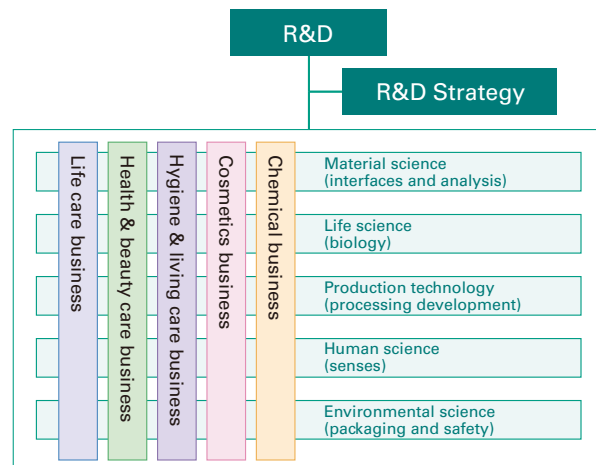 R&D
R&D Strategy
Life care business
Health & beauty care business
Hygiene & living care business
Cosmetics business
Chemical business
Material science
(interfaces and analysis)
Life science
(biology)
Production technology
(processing development)
Human science
(senses)
Environmental science
(packaging and safety)